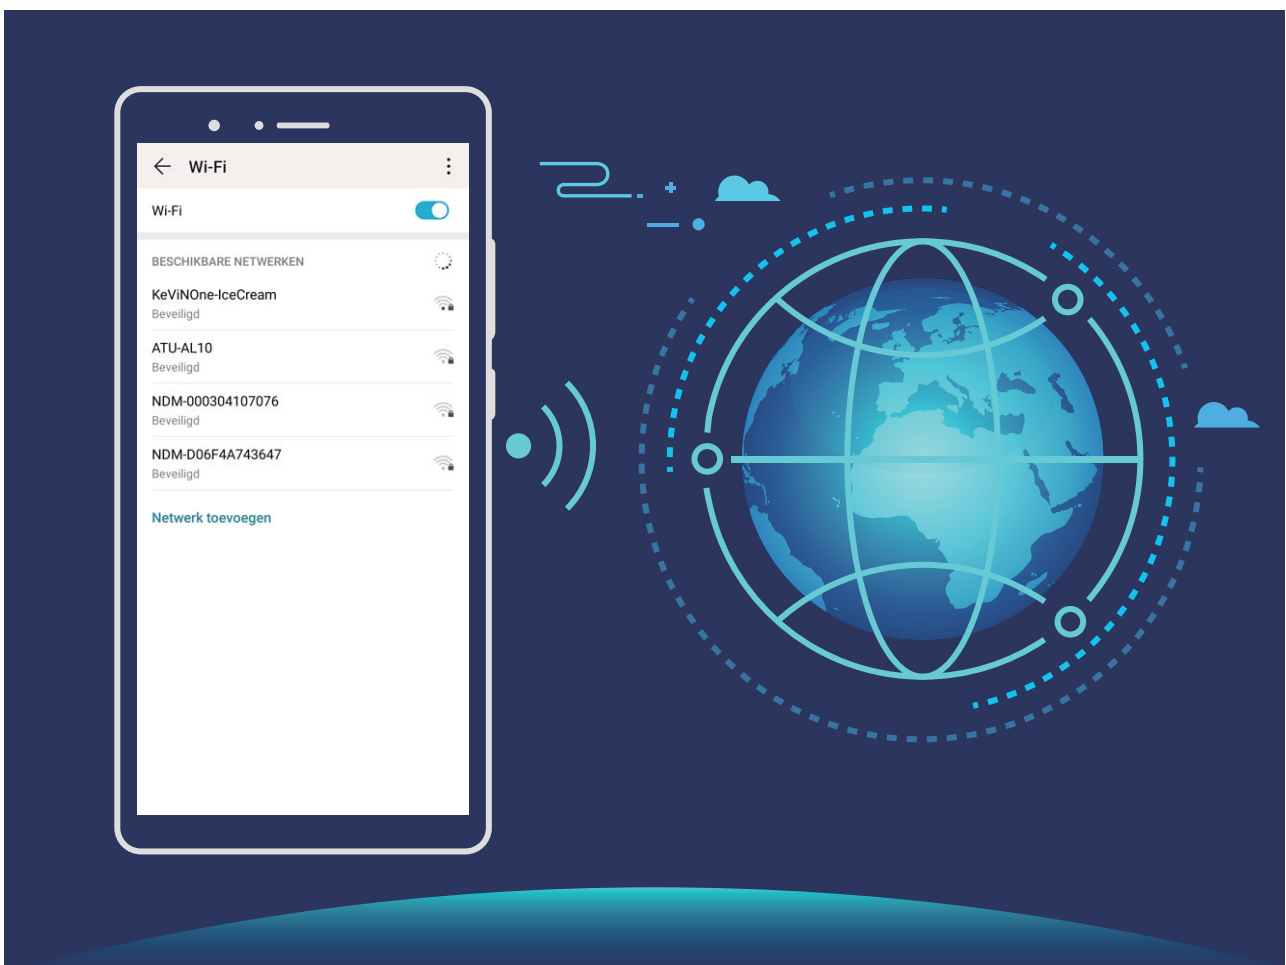 Wi-Fi
Wi-Fi
BESCHIKBARE NETWERKEN
KeViNOne-IceCream
Beveiligd
ATU-AL10
Beveiligd
NDM-000304107076
Beveiligd
NDM-D06F4A743647
Beveiligd
Netwerk toevoegen